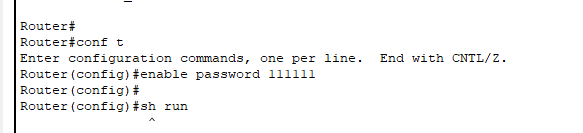 Router#
Router#conf t
Enter configuration commands, one per line.  End with CNTL/Z.
Router(config)#enable password 111111
Router(config)#
Router(config)#sh run
                ^